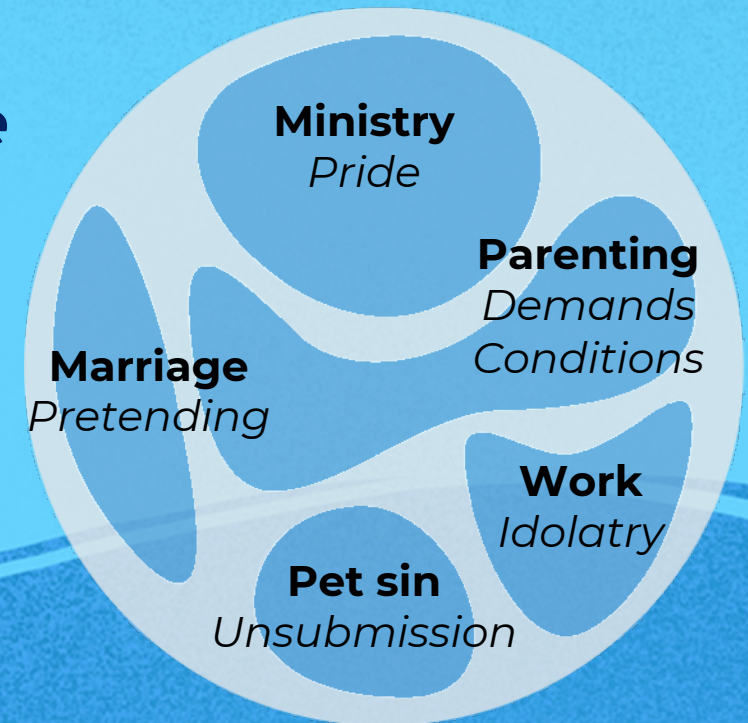 e
Ministry
Pride
Parenting
Demands
Conditions
Marriage
Pretending
Work
Idolatry
Pet sin
Unsubmission